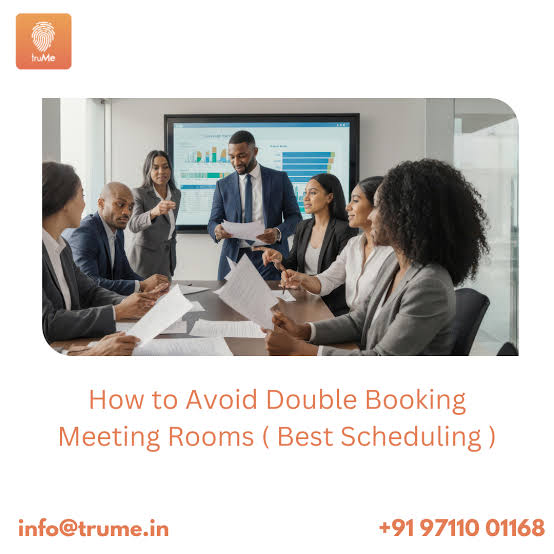 truMe
How to Avoid Double Booking
Meeting Rooms ( Best Scheduling )
info@trume.in
+91 97110 01168